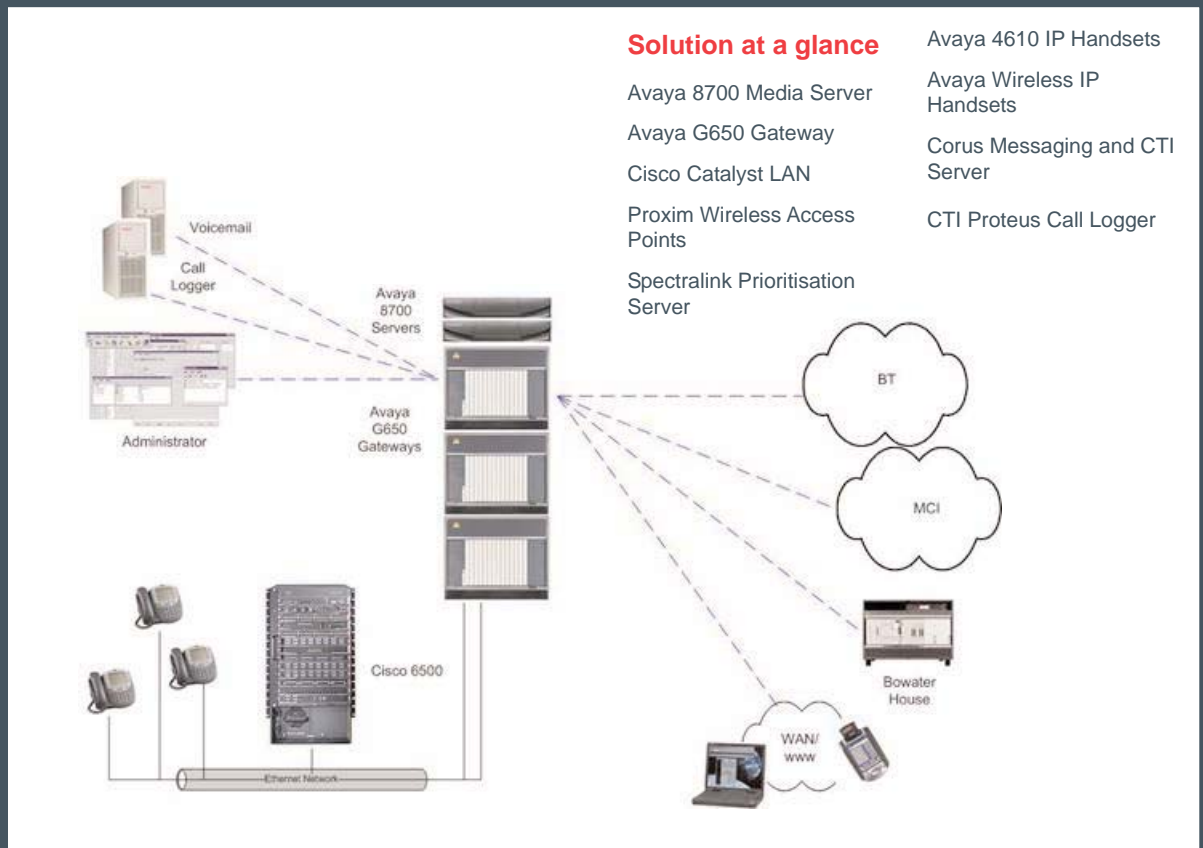 Solution at a glance
Avaya 8700 Media Server
Avaya G650 Gateway
Cisco Catalyst LAN
Proxim Wireless Access
Points
Spectralink Prioritisation
Server
Avaya 4610 IP Handsets
Avaya Wireless IP
Handsets
Corus Messaging and CTI
Server
CTI Proteus Call Logger
Voicemail
Call
Logger
Avaya
8700
Servers
Administrator
Avaya
G650
Gateways
BT
MCI
Cisco 6500
Bowater
House
WAN/
www
Ethernet Network